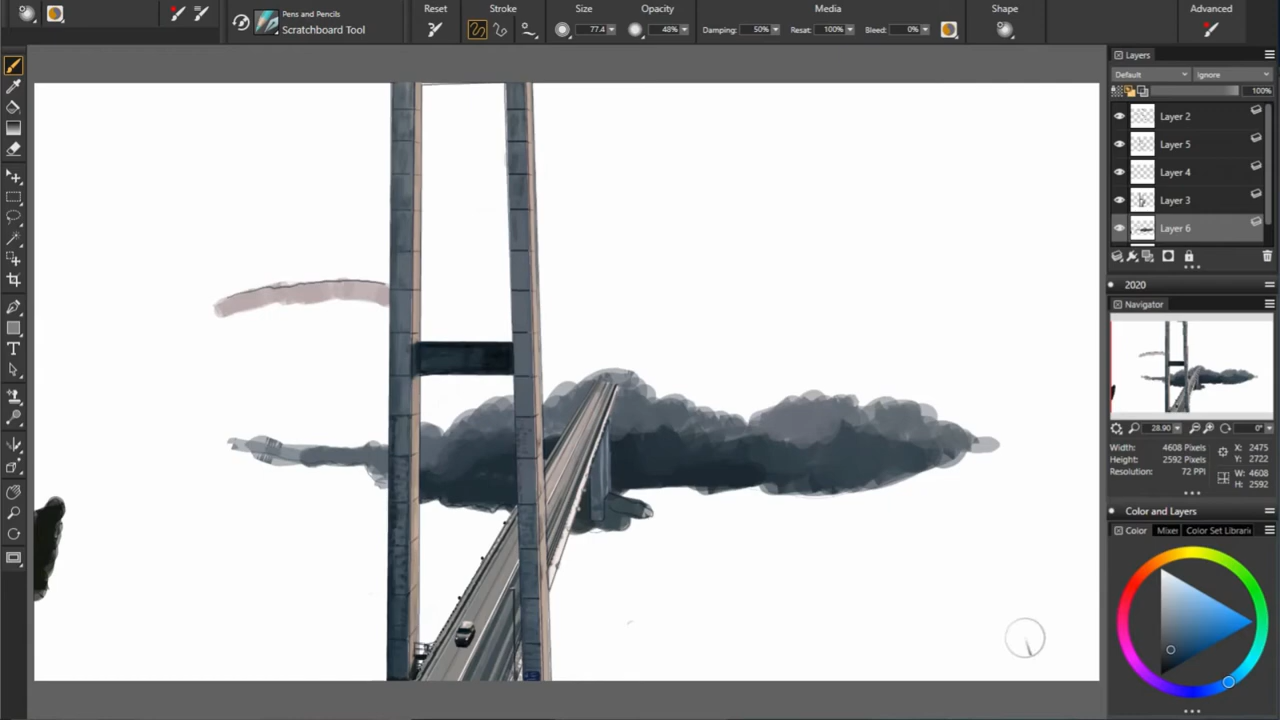 Reset Stroke Size Opacity Media Shape Advanced
Pens and Pencils
Scratchboard Tool
77.4 48% Damping: 50% Resat: 100% Bleed: 0%
Layers
Default Ignore
100%
Layer 2
Layer 5
Layer 4
Layer 3
Layer 6
2020
Navigator
28.90 0°
Width: 4608 Pixels X: 2475
Height: 2592 Pixels Y: 2722
Resolution: 72 PPI W: 4608
H: 2592
Color and Layers
Color Mixer Color Set Libraries
T